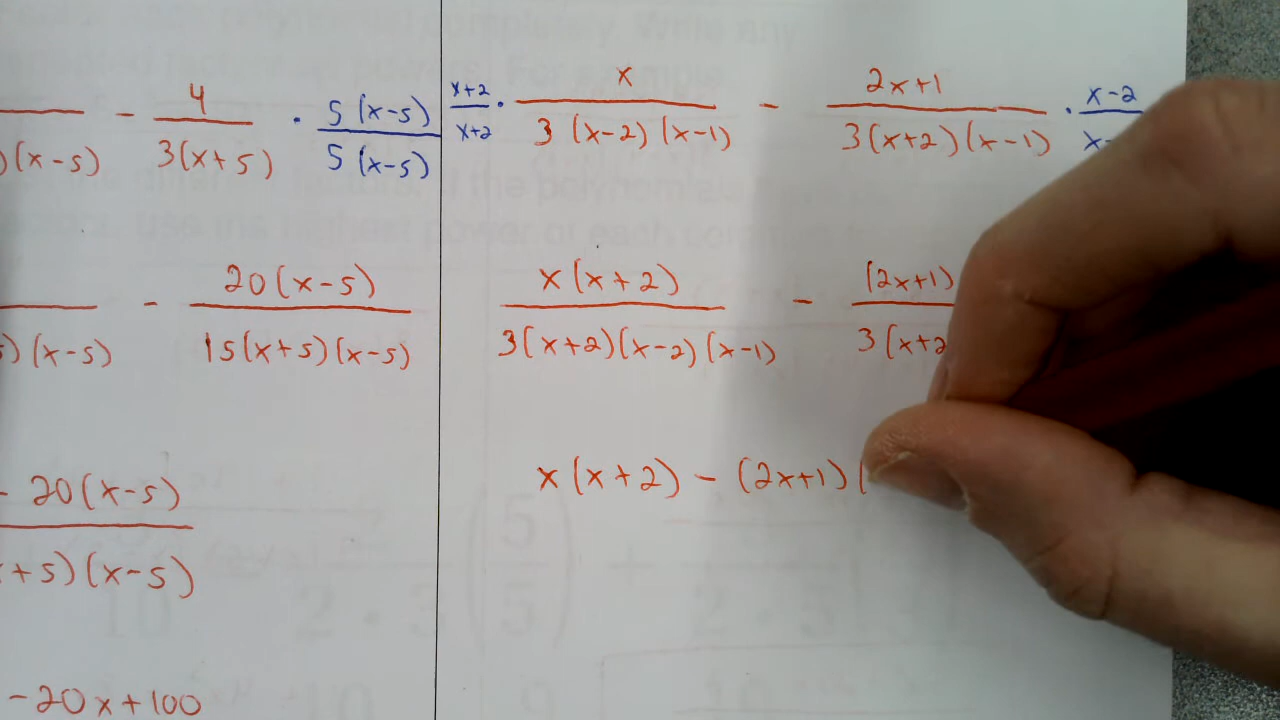 )(x-5) - 4/3(x+5) · 5(x-5)/5(x-5)
- 20(x-5)/15(x+5)(x-5)
)(x-5)
- 20(x-5)
+5)(x-5)
-20x+100
x+2/x+2 · x/3(x-2)(x-1) - 2x+1/3(x+2)(x-1) · x-2/x-
x(x+2)/3(x+2)(x-2)(x-1) - (2x+1)/3(x+2
x(x+2) - (2x+1)(